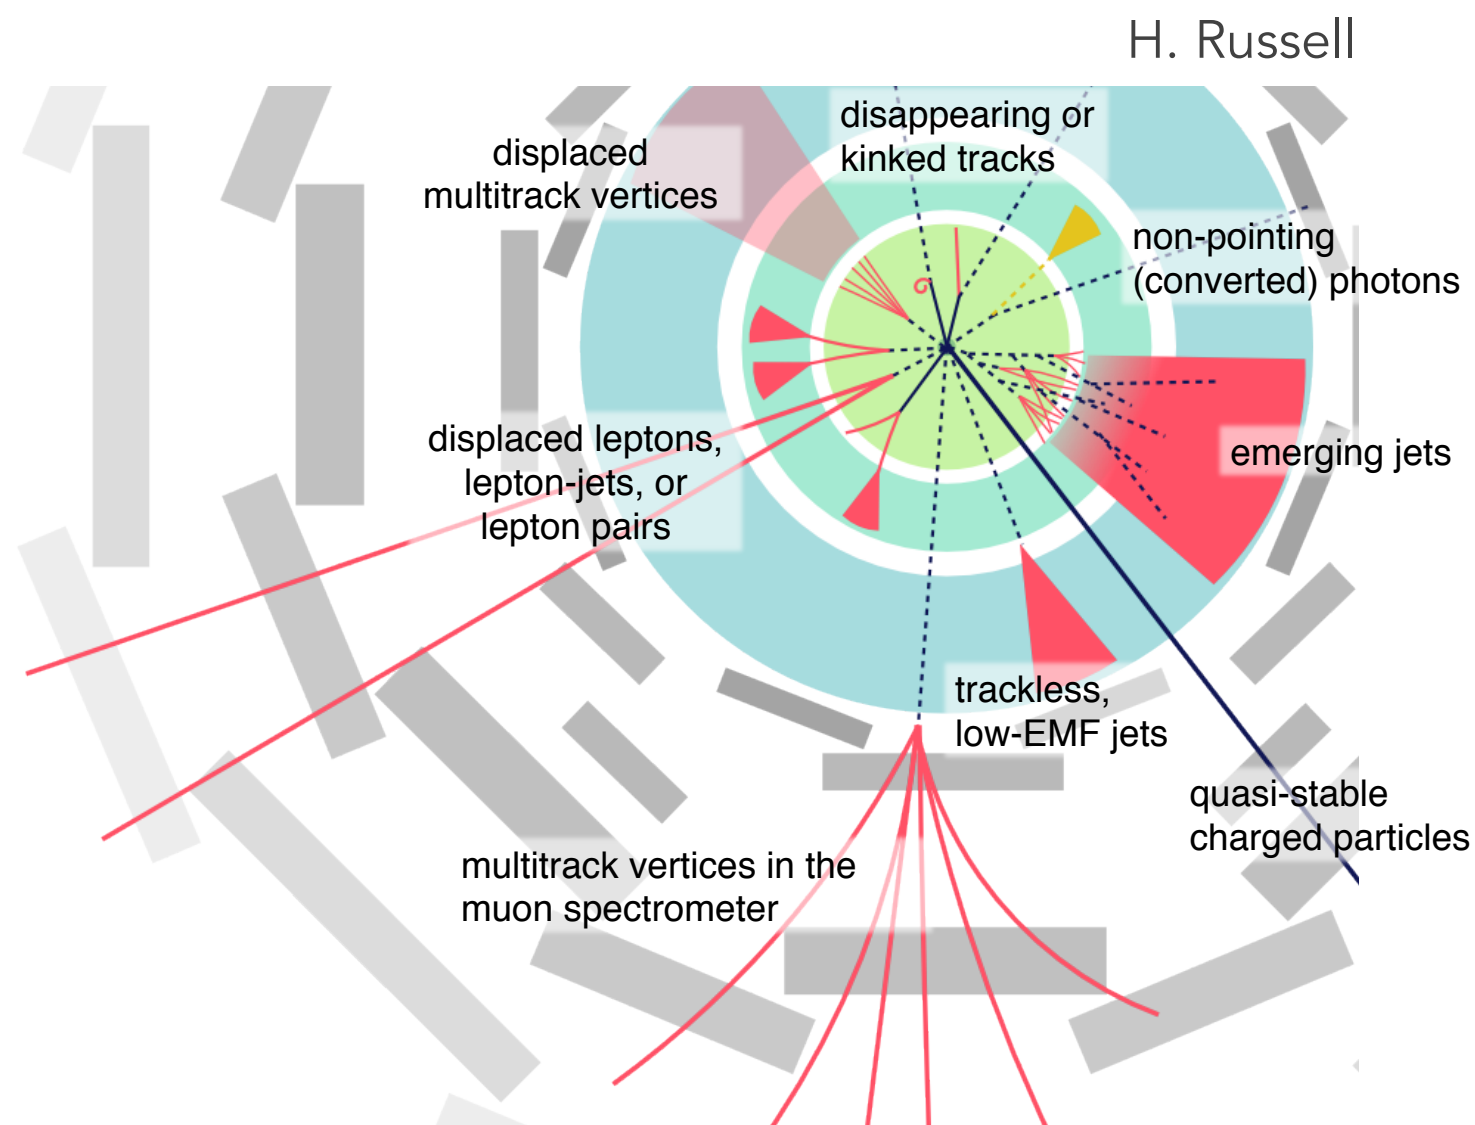 H. Russell
disappearing or
kinked tracks
displaced
multitrack vertices
non-pointing
(converted) photons
displaced leptons,
lepton-jets, or
lepton pairs
emerging jets
trackless,
low-EMF jets
quasi-stable
charged particles
multitrack vertices in the
muon spectrometer